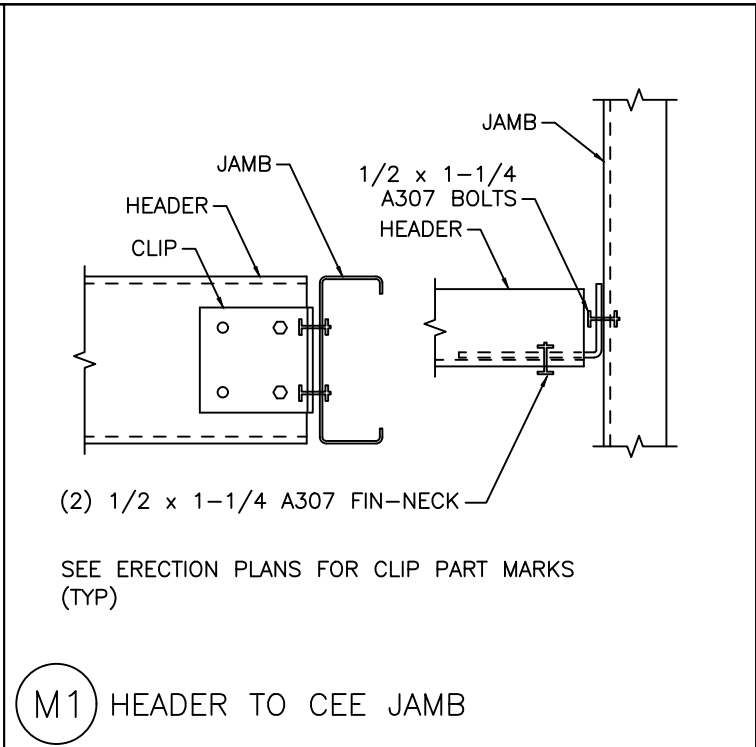 JAMB
HEADER
CLIP
JAMB
1/2 x 1-1/4
A307 BOLTS
HEADER
(2) 1/2 x 1-1/4 A307 FIN-NECK
SEE ERECTION PLANS FOR CLIP PART MARKS
(TYP)
M1 HEADER TO CEE JAMB